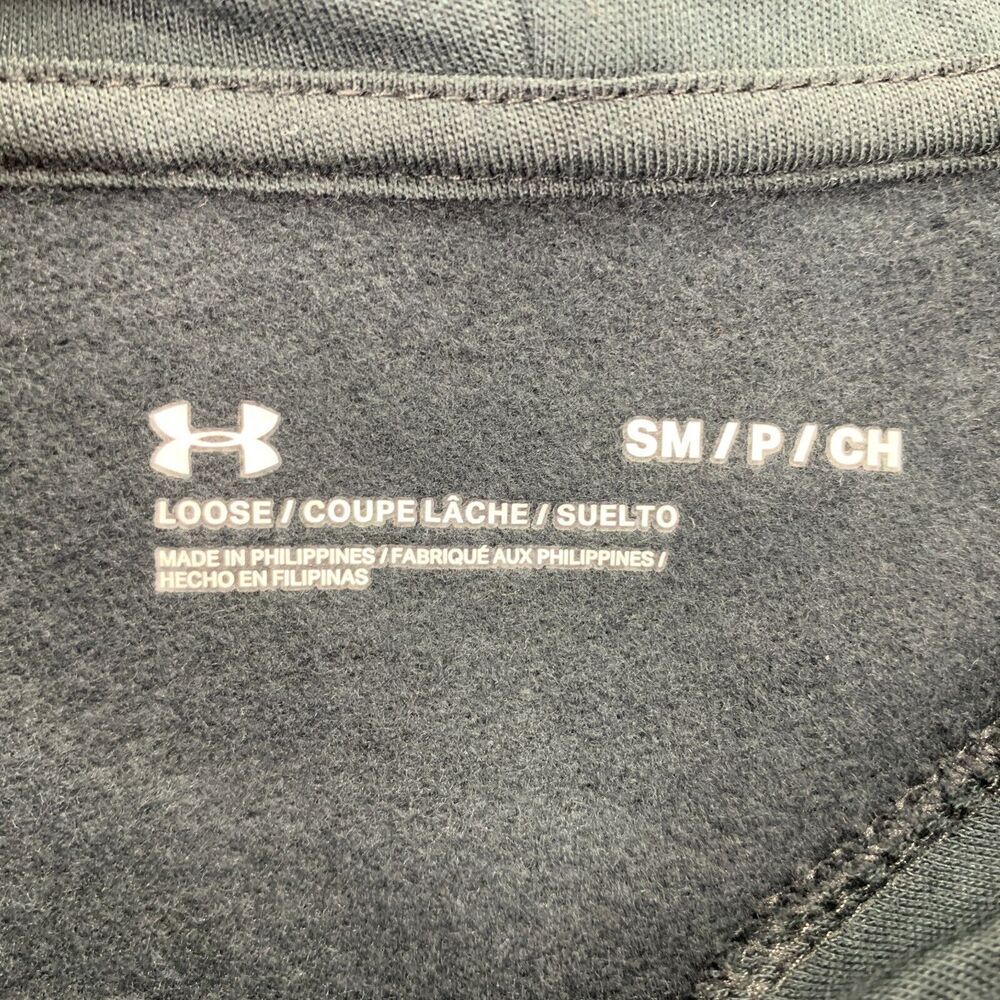 SM / P / CH
LOOSE / COUPE LÂCHE / SUELTO
MADE IN PHILIPPINES / FABRIQUÉ AUX PHILIPPINES /
HECHO EN FILIPINAS